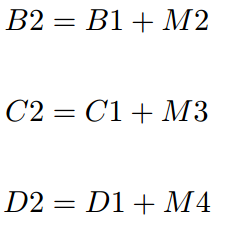 B2 = B1 + M2
C2 = C1 + M3
D2 = D1 + M4